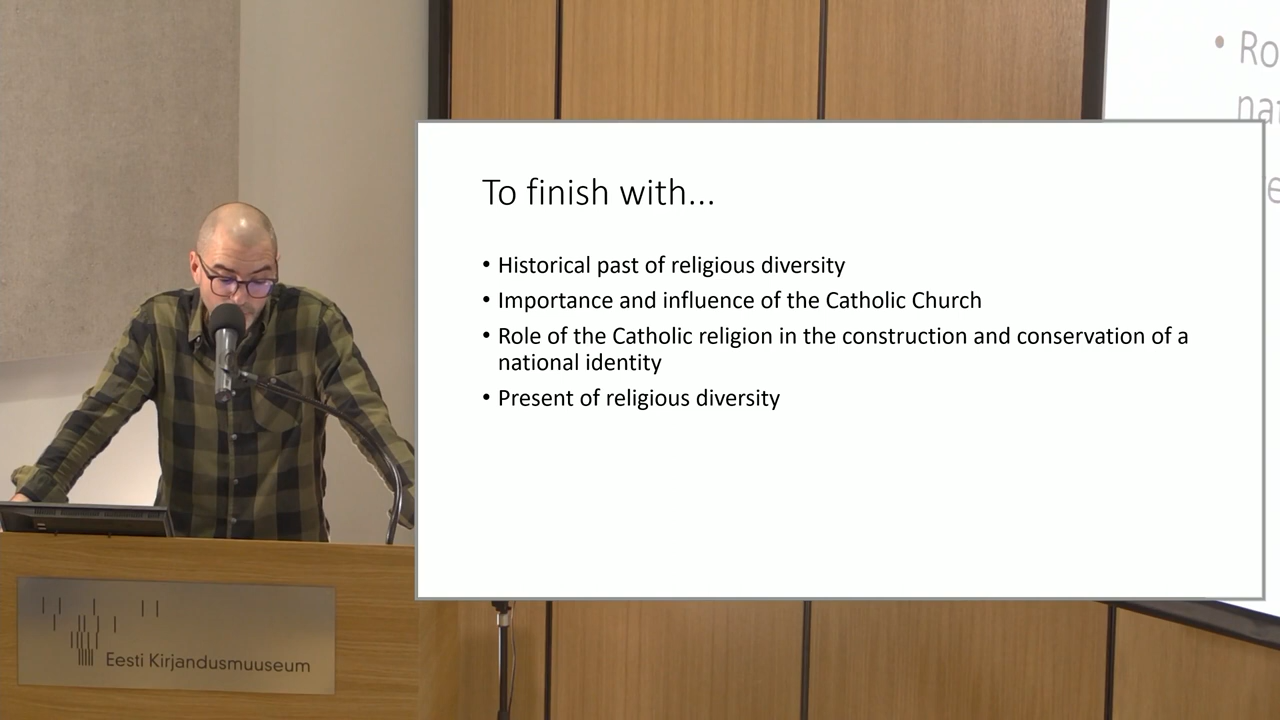 To finish with...
• Historical past of religious diversity
• Importance and influence of the Catholic Church
• Role of the Catholic religion in the construction and conservation of a
national identity
• Present of religious diversity
Eesti Kirjandusmuuseum